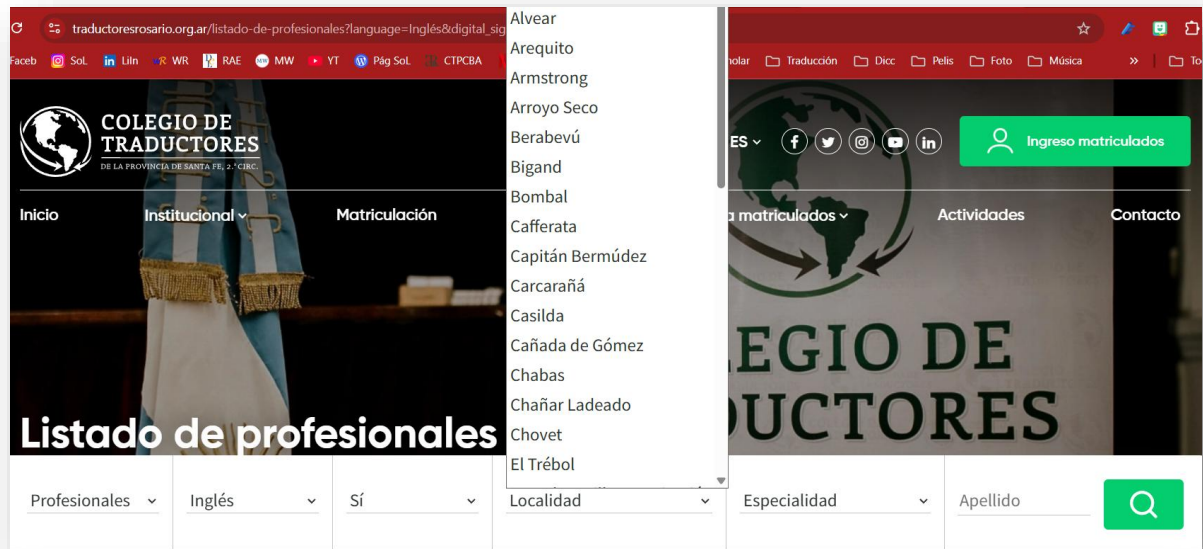 traductoresrosario.org.ar/listado-de-profesionales?language=Inglés&digital_sig
Faceb SoL LiIn WR RAE MW YT Pág SoL CTPCBA Traducción Dicc Pelis Foto Música » To
COLEGIO DE
TRADUCTORES
DE LA PROVINCIA DE SANTA FE, 2.ª CIRC.
ES
Ingreso matriculados
Inicio Institucional Matriculación a matriculados Actividades Contacto
Alvear
Arequito
Armstrong
Arroyo Seco
Berabevú
Bigand
Bombal
Cafferata
Capitán Bermúdez
Carcarañá
Casilda
Cañada de Gómez
Chabas
Chañar Ladeado
Chovet
El Trébol
EGIO DE
DUCTORES
Listado de profesionales
Profesionales Inglés Sí Localidad Especialidad Apellido